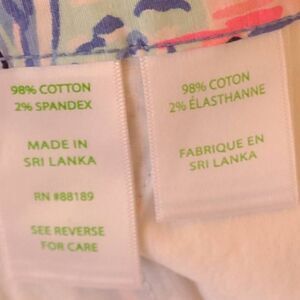 98% COTTON
2% SPANDEX
MADE IN
SRI LANKA
RN #88189
SEE REVERSE
FOR CARE
98% COTON
2% ÉLASTHANNE
FABRIQUE EN
SRI LANKA